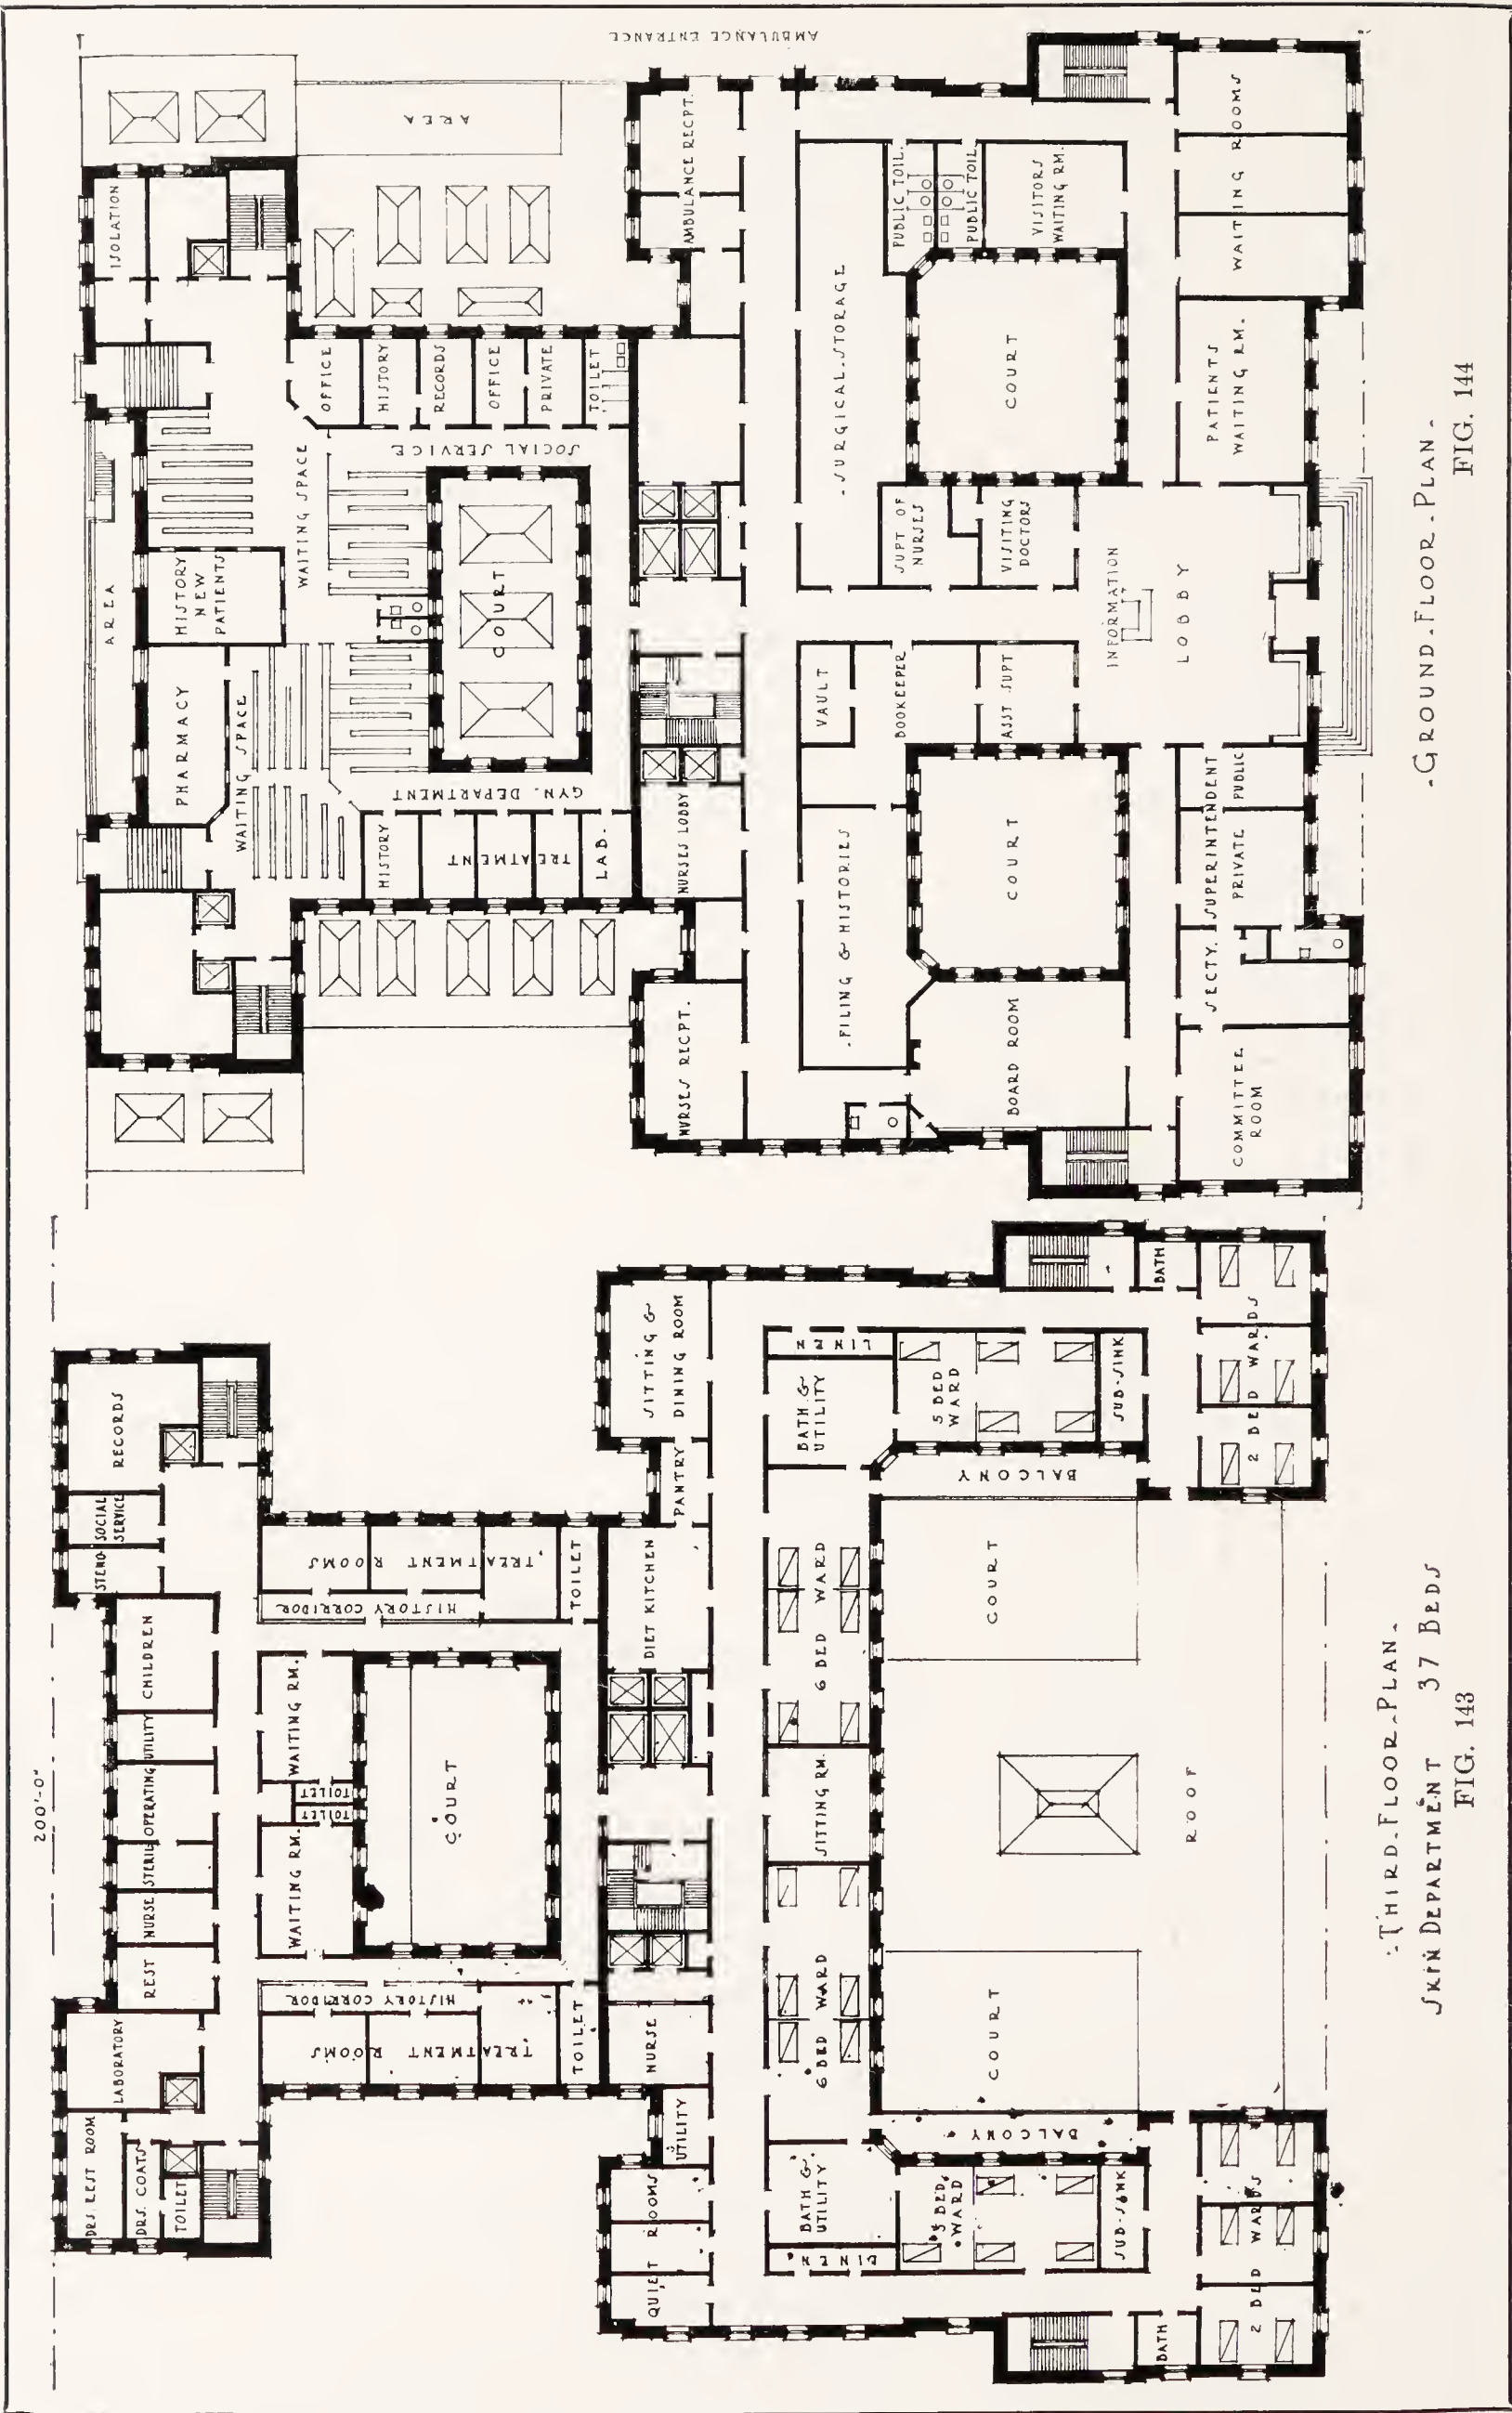 200'-0"
DRS. REST ROOM
DRS. COATS
TOILET
LABORATORY
REST
NURSE
STERIL
OPERATING
UTILITY
CHILDREN
STENO
SOCIAL
SERVICE
RECORDS
TREATMENT ROOMS
HISTORY CORRIDOR
WAITING RM.
TOILET
TOILET
WAITING RM.
HISTORY CORRIDOR
TREATMENT ROOMS
COURT
TOILET
TOILET
QUIET ROOMS
UTILITY
NURSE
DIET KITCHEN
PANTRY
SITTING &
DINING ROOM
LINEN
BATH &
UTILITY
6 BED WARD
SITTING RM.
6 BED WARD
BATH &
UTILITY
LINEN
5 BED
WARD
SUB-SINK
BALCONY
COURT
COURT
BALCONY
5 BED
WARD
SUB-SINK
ROOF
BATH
2 BED WARDS
BATH
2 BED WARDS
-THIRD-FLOOR-PLAN-
SKIN DEPARTMENT 37 BEDS
FIG. 143
AREA
PHARMACY
HISTORY
NEW
PATIENTS
ISOLATION
WAITING SPACE
WAITING SPACE
HISTORY
TREATMENT
LAB.
GYN. DEPARTMENT
COURT
SOCIAL SERVICE
OFFICE
HISTORY
RECORDS
OFFICE
PRIVATE
TOILET
AREA
AMBULANCE ENTRANCE
NURSES RECPT.
NURSES LOBBY
AMBULANCE RECPT.
-FILING & HISTORIES
VAULT
BOOKEEPER
ASST SUPT
-SURGICAL-STORAGE
SUPT OF
NURSES
VISITING
DOCTORS
PUBLIC TOIL.
PUBLIC TOIL.
VISITORS
WAITING RM.
BOARD ROOM
COURT
COURT
INFORMATION
LOBBY
COMMITTEE
ROOM
SECTY.
SUPERINTENDENT
PRIVATE
PUBLIC
PATIENTS
WAITING RM.
WAITING ROOMS
-GROUND-FLOOR-PLAN-
FIG. 144